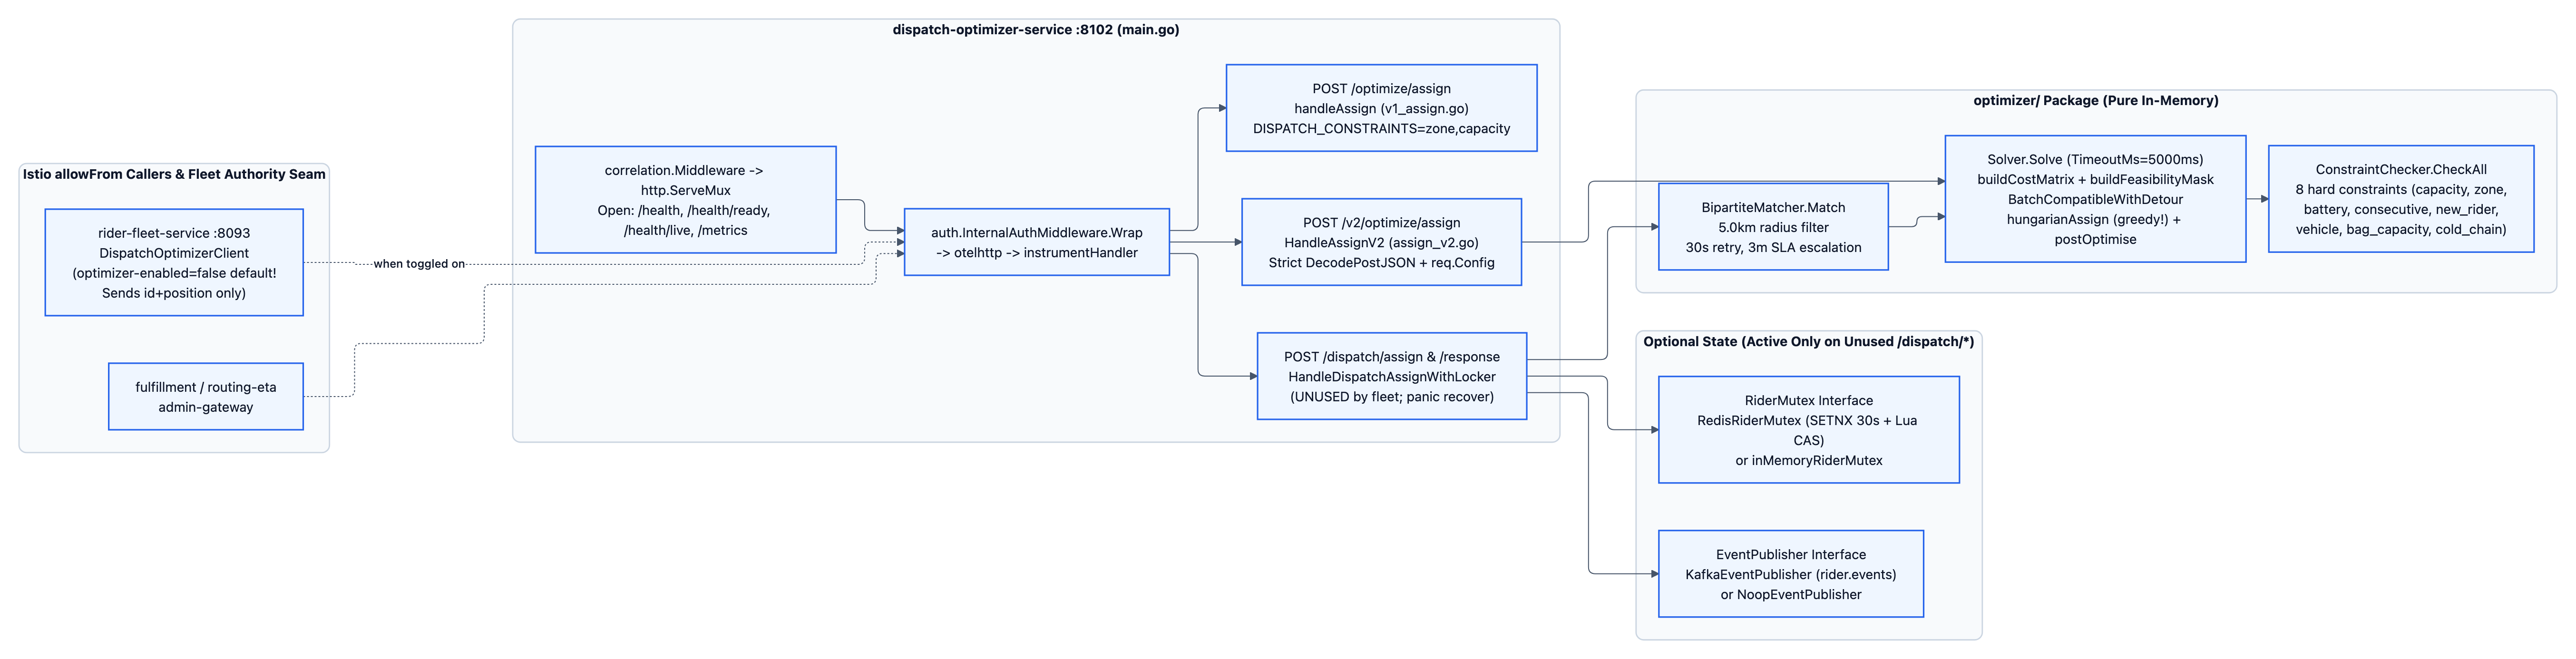 Istio allowFrom Callers & Fleet Authority Seam
rider-fleet-service :8093
DispatchOptimizerClient
(optimizer-enabled=false default!
Sends id+position only)
fulfillment / routing-eta
admin-gateway
when toggled on
dispatch-optimizer-service :8102 (main.go)
correlation.Middleware ->
http.ServeMux
Open: /health, /health/ready,
/health/live, /metrics
auth.InternalAuthMiddleware.Wrap
-> otelhttp -> instrumentHandler
POST /optimize/assign
handleAssign (v1_assign.go)
DISPATCH_CONSTRAINTS=zone,capacity
POST /v2/optimize/assign
HandleAssignV2 (assign_v2.go)
Strict DecodePostJSON + req.Config
POST /dispatch/assign & /response
HandleDispatchAssignWithLocker
(UNUSED by fleet; panic recover)
optimizer/ Package (Pure In-Memory)
BipartiteMatcher.Match
5.0km radius filter
30s retry, 3m SLA escalation
Solver.Solve (TimeoutMs=5000ms)
buildCostMatrix + buildFeasibilityMask
BatchCompatibleWithDetour
hungarianAssign (greedy!) +
postOptimise
ConstraintChecker.CheckAll
8 hard constraints (capacity, zone,
battery, consecutive, new_rider,
vehicle, bag_capacity, cold_chain)
Optional State (Active Only on Unused /dispatch/*)
RiderMutex Interface
RedisRiderMutex (SETNX 30s + Lua
CAS)
or inMemoryRiderMutex
EventPublisher Interface
KafkaEventPublisher (rider.events)
or NoopEventPublisher